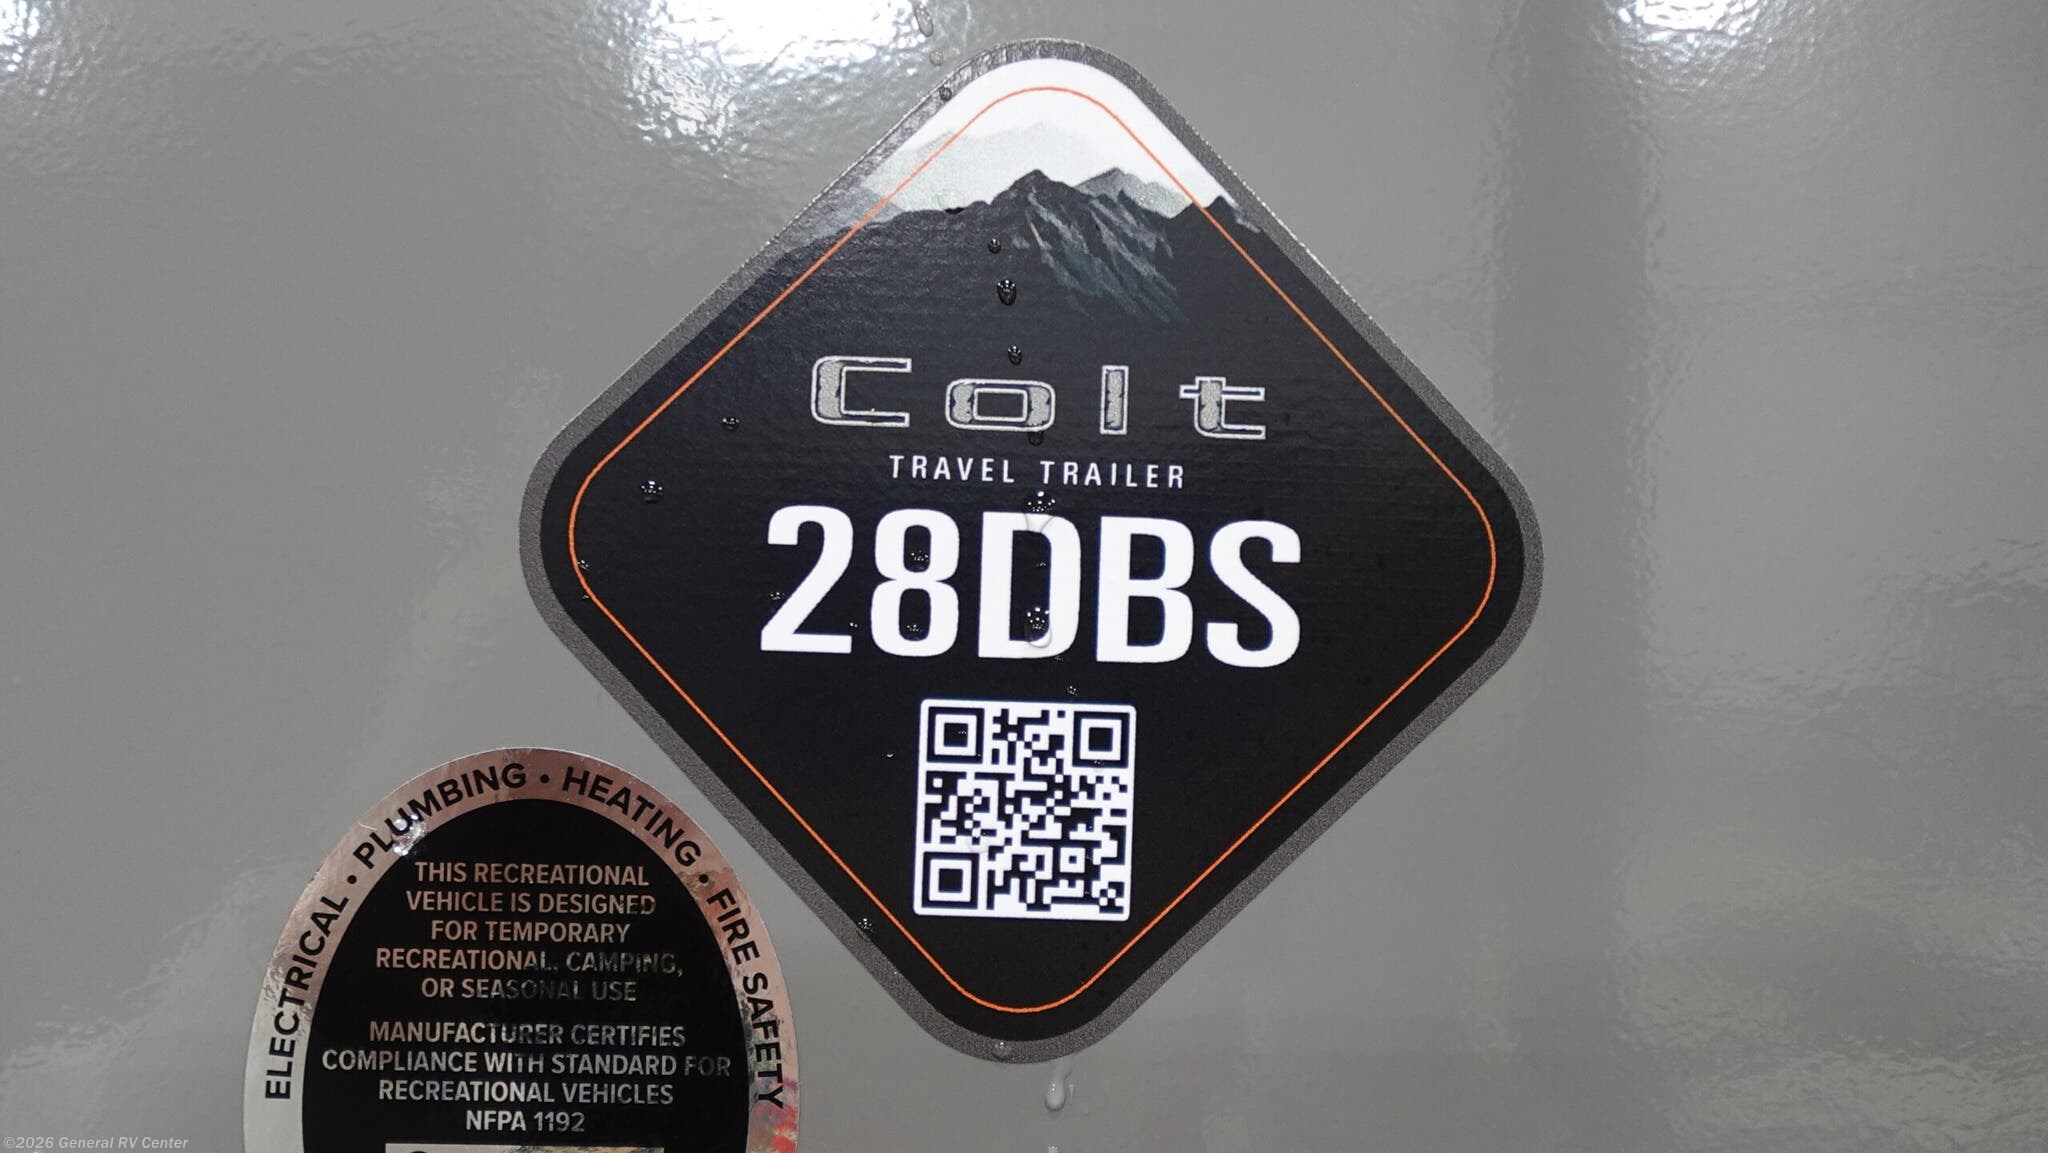 Colt
TRAVEL TRAILER
28DBS
ELECTRICAL • PLUMBING • HEATING • FIRE SAFETY
THIS RECREATIONAL
VEHICLE IS DESIGNED
FOR TEMPORARY
RECREATIONAL, CAMPING,
OR SEASONAL USE
MANUFACTURER CERTIFIES
COMPLIANCE WITH STANDARD FOR
RECREATIONAL VEHICLES
NFPA 1192
©2026 General RV Center